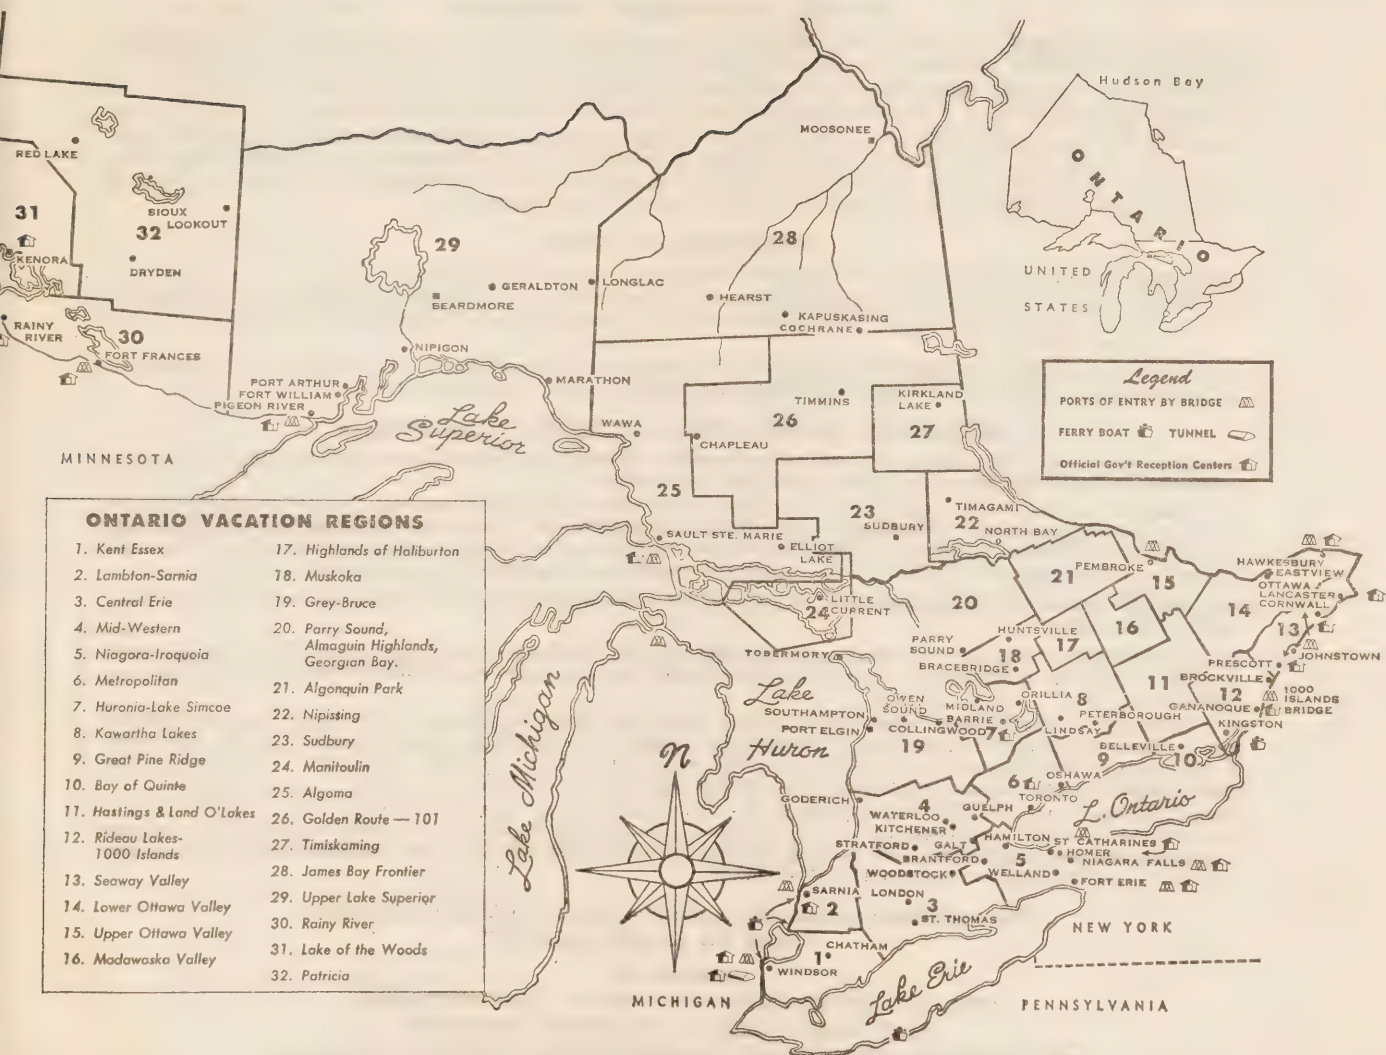 Hudson Bay
ONTARIO
UNITED
STATES
Legend
PORTS OF ENTRY BY BRIDGE
FERRY BOAT
TUNNEL
Official Gov't Reception Centers
MOOSONEE
RED LAKE
31
SIOUX
LOOKOUT
32
KENORA
DRYDEN
29
28
GERALDTON
LONGLAC
BEARDMORE
HEARST
KAPUSKASING
COCHRANE
RAINY
RIVER
30
FORT FRANCES
NIPIGON
PORT ARTHUR
FORT WILLIAM
PIGEON RIVER
MARATHON
Lake
Superior
WAWA
TIMMINS
26
KIRKLAND
LAKE
27
CHAPLEAU
MINNESOTA
25
23
SUDBURY
TIMAGAMI
22
NORTH BAY
SAULT STE. MARIE
ELLIOT
LAKE
24
LITTLE
CURRENT
20
21
PEMBROKE
15
16
HAWKESBURY
EASTVIEW
OTTAWA
LANCASTER
CORNWALL
14
13
JOHNSTOWN
PRESCOTT
BROCKVILLE
12
1000
ISLANDS
BRIDGE
GANANOQUE
KINGSTON
11
HUNTSVILLE
17
PARRY
SOUND
18
BRACEBRIDGE
TOBERMORY
Lake
Huron
SOUTHAMPTON
PORT ELGIN
OWEN
SOUND
MIDLAND
BARRIE
COLLINGWOOD
7
19
ORILLIA
8
PETERBOROUGH
LINDSAY
BELLEVILLE
9
10
6
OSHAWA
TORONTO
L. Ontario
GODERICH
4
GUELPH
WATERLOO
KITCHENER
STRATFORD
GALT
HAMILTON
ST CATHARINES
HOMER
BRANTFORD
5
NIAGARA FALLS
WOODSTOCK
WELLAND
FORT ERIE
SARNIA
2
LONDON
3
ST. THOMAS
CHATHAM
1
WINDSOR
Lake Erie
Lake Michigan
N
MICHIGAN
NEW YORK
PENNSYLVANIA
ONTARIO VACATION REGIONS
1. Kent Essex
2. Lambton-Sarnia
3. Central Erie
4. Mid-Western
5. Niagara-Iroquoia
6. Metropolitan
7. Huronia-Lake Simcoe
8. Kawartha Lakes
9. Great Pine Ridge
10. Bay of Quinte
11. Hastings & Land O'Lakes
12. Rideau Lakes-
1000 Islands
13. Seaway Valley
14. Lower Ottawa Valley
15. Upper Ottawa Valley
16. Madawaska Valley
17. Highlands of Haliburton
18. Muskoka
19. Grey-Bruce
20. Parry Sound,
Almaguin Highlands,
Georgian Bay.
21. Algonquin Park
22. Nipissing
23. Sudbury
24. Manitoulin
25. Algoma
26. Golden Route — 101
27. Timiskaming
28. James Bay Frontier
29. Upper Lake Superior
30. Rainy River
31. Lake of the Woods
32. Patricia